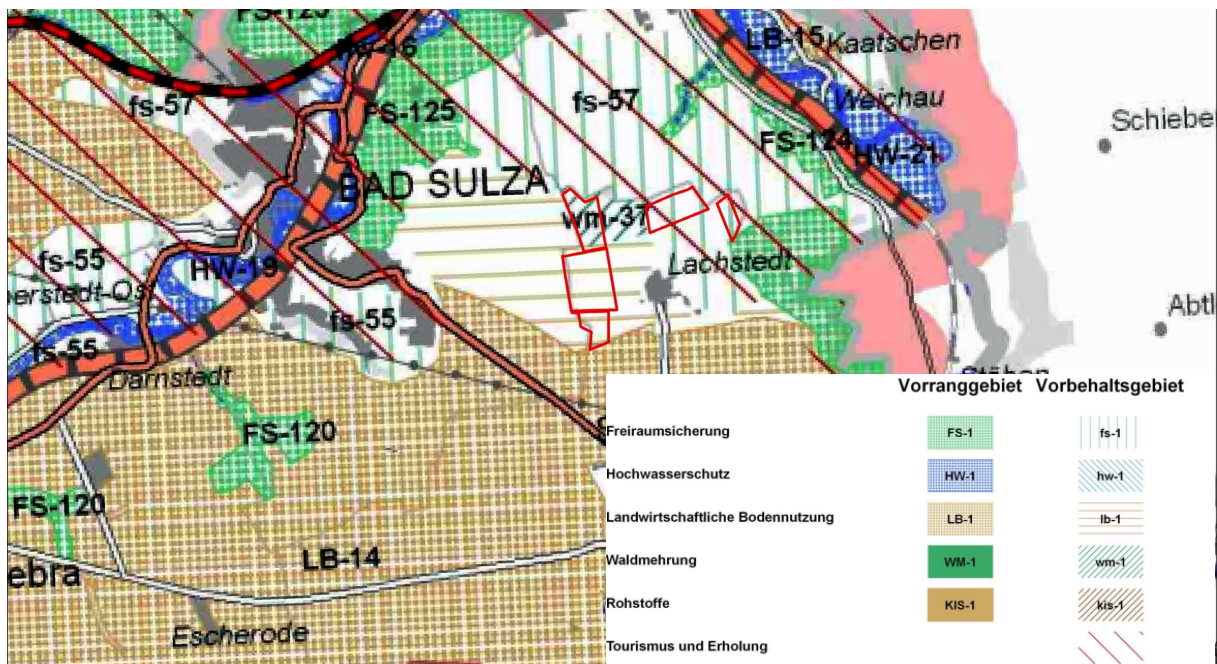 FS-125
LB-15
Kaatschen
fs-57
fs-57
Weichau
Schiebe
FS-125
FS-124
HW-21
BAD SULZA
wm-37
fs-55
HW-19
Lachstedt
erstedt-Ost
fs-55
Abtl
fs-55
Darnstedt
FS-120
FS-120
LB-14
ebra
Escherode
Vorranggebiet Vorbehaltsgebiet
Freiraumsicherung FS-1 fs-1
Hochwasserschutz HW-1 hw-1
Landwirtschaftliche Bodennutzung LB-1 lb-1
Waldmehrung WM-1 wm-1
Rohstoffe KIS-1 kis-1
Tourismus und Erholung